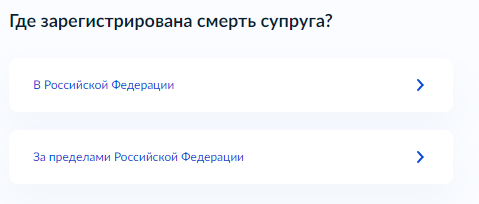 Где зарегистрирована смерть супруга?
В Российской Федерации
За пределами Российской Федерации